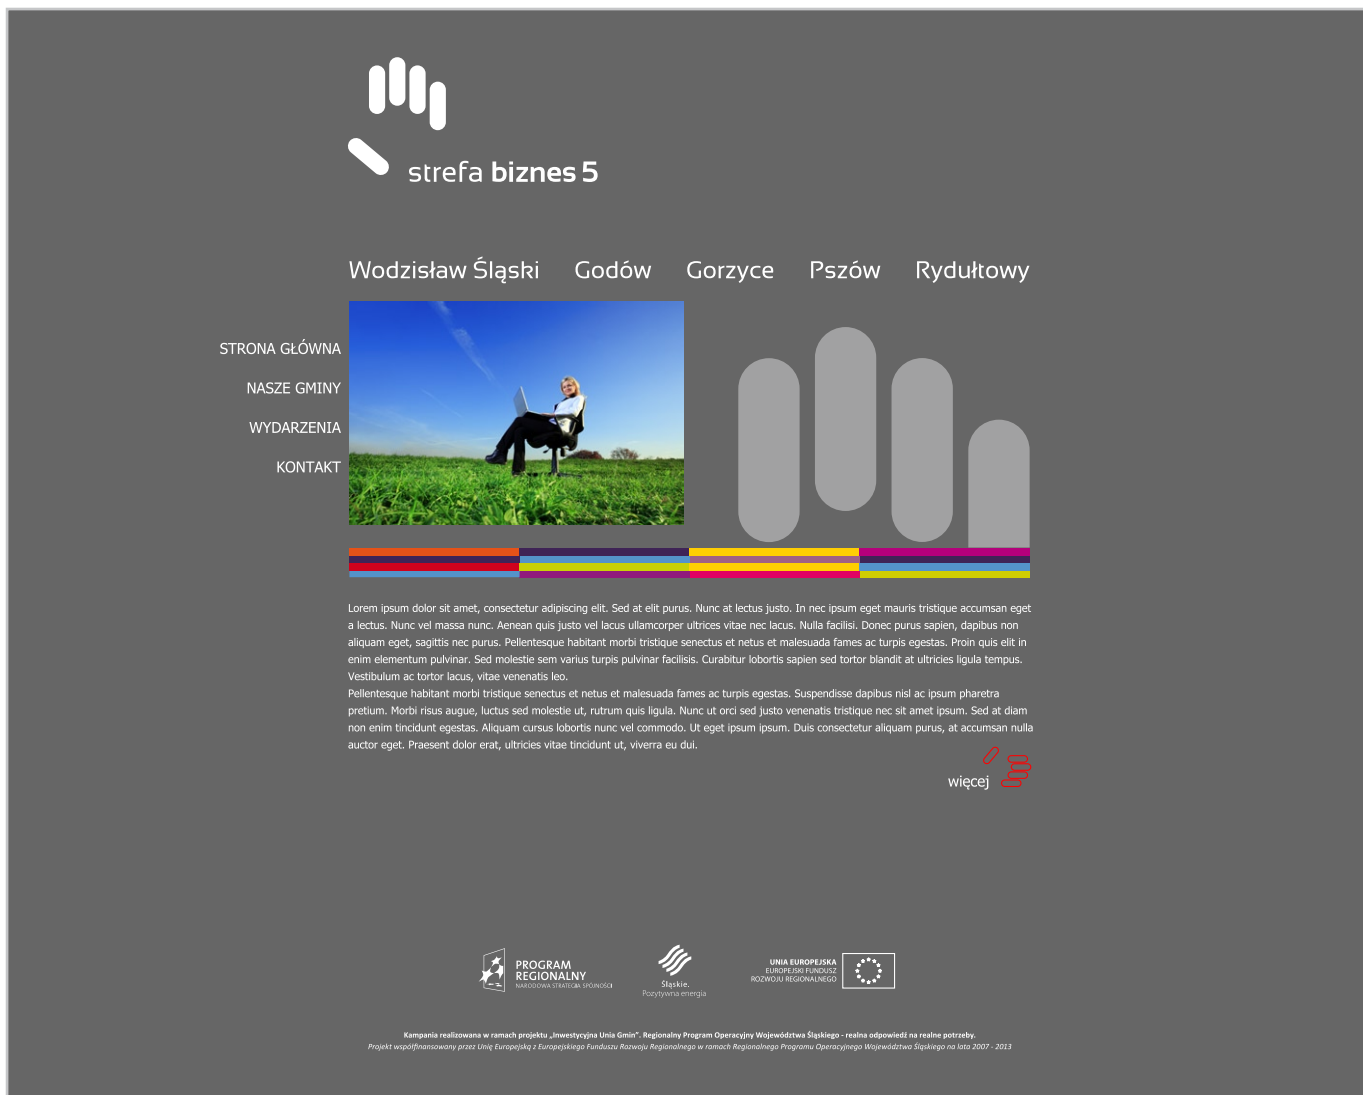 strefa biznes 5
Wodzisław Śląski Godów Gorzyce Pszów Rydułtowy
STRONA GŁÓWNA
NASZE GMINY
WYDARZENIA
KONTAKT
Lorem ipsum dolor sit amet, consectetur adipiscing elit. Sed at elit purus. Nunc at lectus justo. In nec ipsum eget mauris tristique accumsan eget
a lectus. Nunc vel massa nunc. Aenean quis justo vel lacus ullamcorper ultrices vitae nec lacus. Nulla facilisi. Donec purus sapien, dapibus non
aliquam eget, sagittis nec purus. Pellentesque habitant morbi tristique senectus et netus et malesuada fames ac turpis egestas. Proin quis elit in
enim elementum pulvinar. Sed molestie sem varius turpis pulvinar facilisis. Curabitur lobortis sapien sed tortor blandit at ultricies ligula tempus.
Vestibulum ac tortor lacus, vitae venenatis leo.
Pellentesque habitant morbi tristique senectus et netus et malesuada fames ac turpis egestas. Suspendisse dapibus nisl ac ipsum pharetra
pretium. Morbi risus augue, luctus sed molestie ut, rutrum quis ligula. Nunc ut orci sed justo venenatis tristique nec sit amet ipsum. Sed at diam
non enim tincidunt egestas. Aliquam cursus lobortis nunc vel commodo. Ut eget ipsum ipsum. Duis consectetur aliquam purus, at accumsan nulla
auctor eget. Praesent dolor erat, ultricies vitae tincidunt ut, viverra eu dui.
więcej
PROGRAM
REGIONALNY
NARODOWA STRATEGIA SPÓJNOŚCI
Śląskie.
Pozytywna energia
UNIA EUROPEJSKA
EUROPEJSKI FUNDUSZ
ROZWOJU REGIONALNEGO
Kampania realizowana w ramach projektu „Inwestycyjna Unia Gmin”. Regionalny Program Operacyjny Województwa Śląskiego - realna odpowiedź na realne potrzeby.
Projekt współfinansowany przez Unię Europejską z Europejskiego Funduszu Rozwoju Regionalnego w ramach Regionalnego Programu Operacyjnego Województwa Śląskiego na lata 2007 - 2013